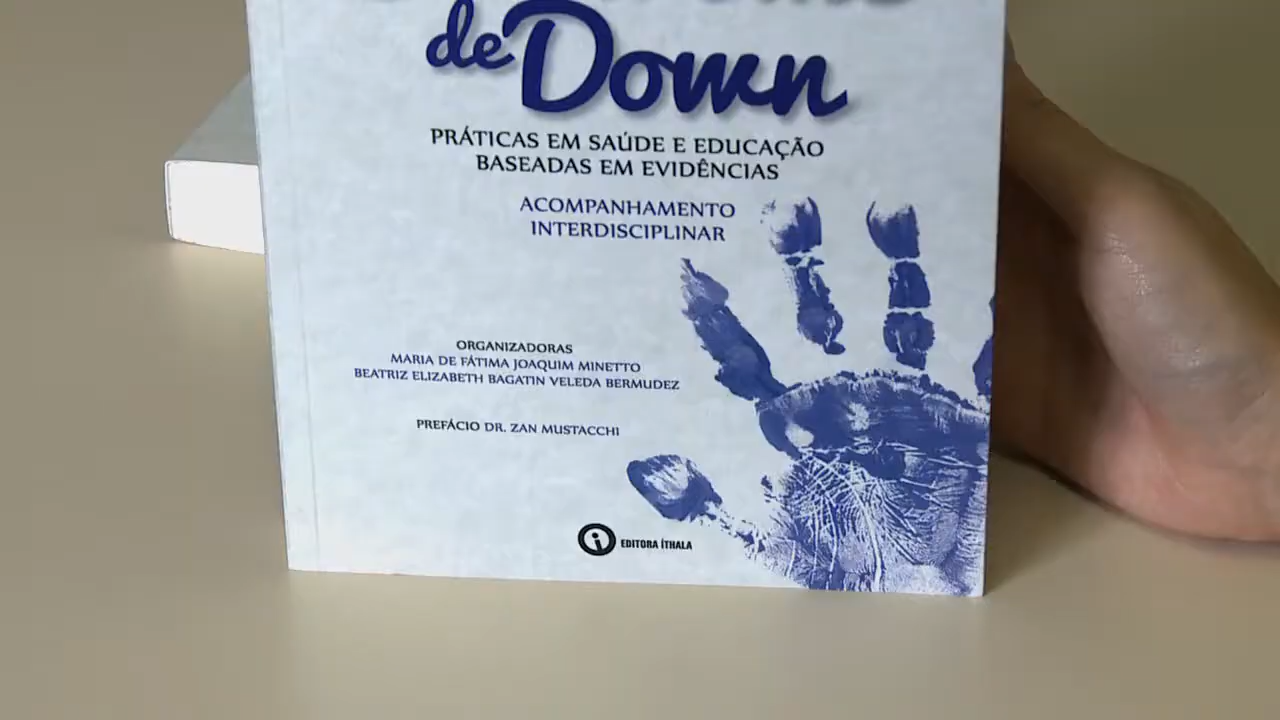 de Down
PRÁTICAS EM SAÚDE E EDUCAÇÃO
BASEADAS EM EVIDÊNCIAS
ACOMPANHAMENTO
INTERDISCIPLINAR
ORGANIZADORAS
MARIA DE FÁTIMA JOAQUIM MINETTO
BEATRIZ ELIZABETH BAGATIN VELEDA BERMUDEZ
PREFÁCIO DR. ZAN MUSTACCHI
EDITORA ÍTHALA